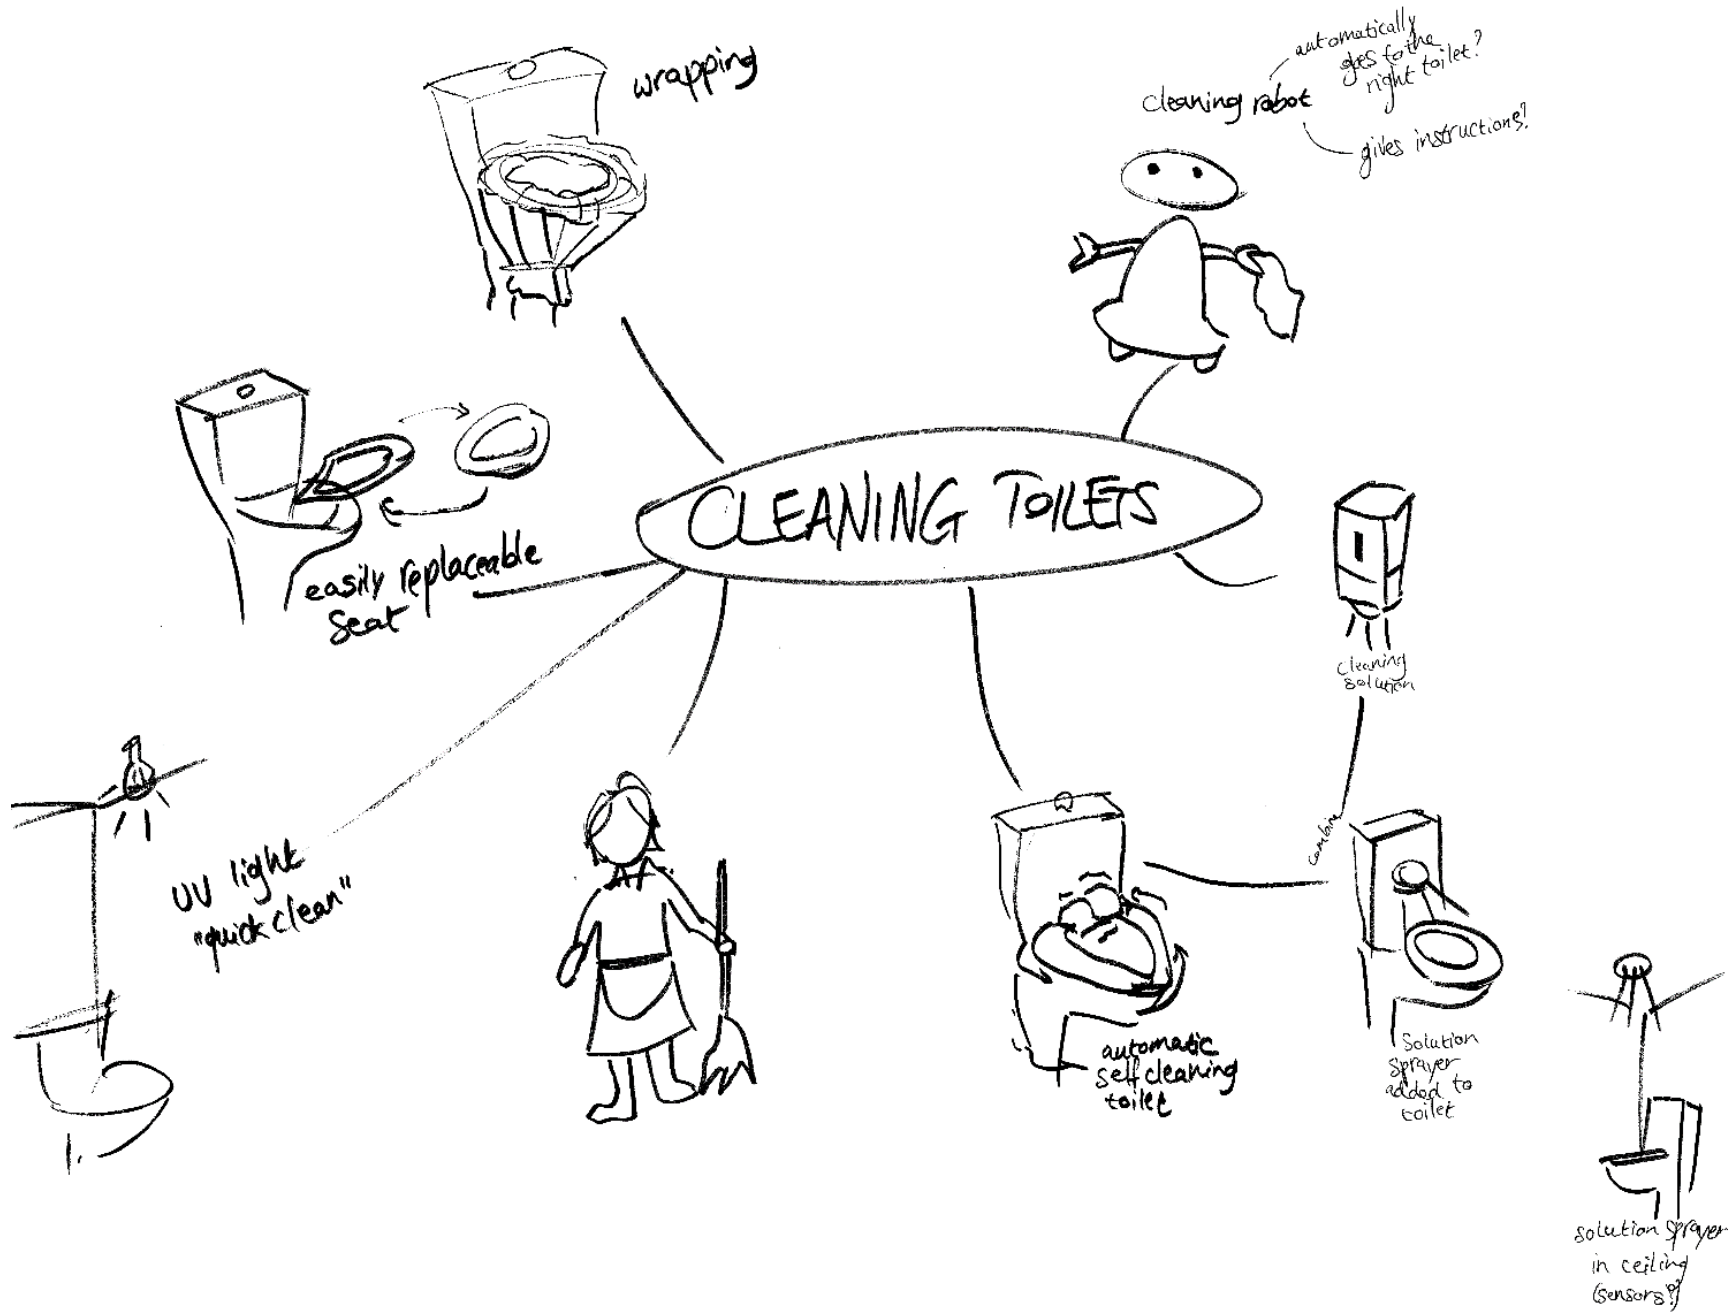 wrapping
automatically
goes to the
right toilet?
cleaning robot
gives instructions?
CLEANING TOILETS
easily replaceable
seat
Cleaning
solution
UV light
"quick clean"
combine
automatic
self cleaning
toilet
Solution
sprayer
added to
toilet
solution sprayer
in ceiling
(sensors?)